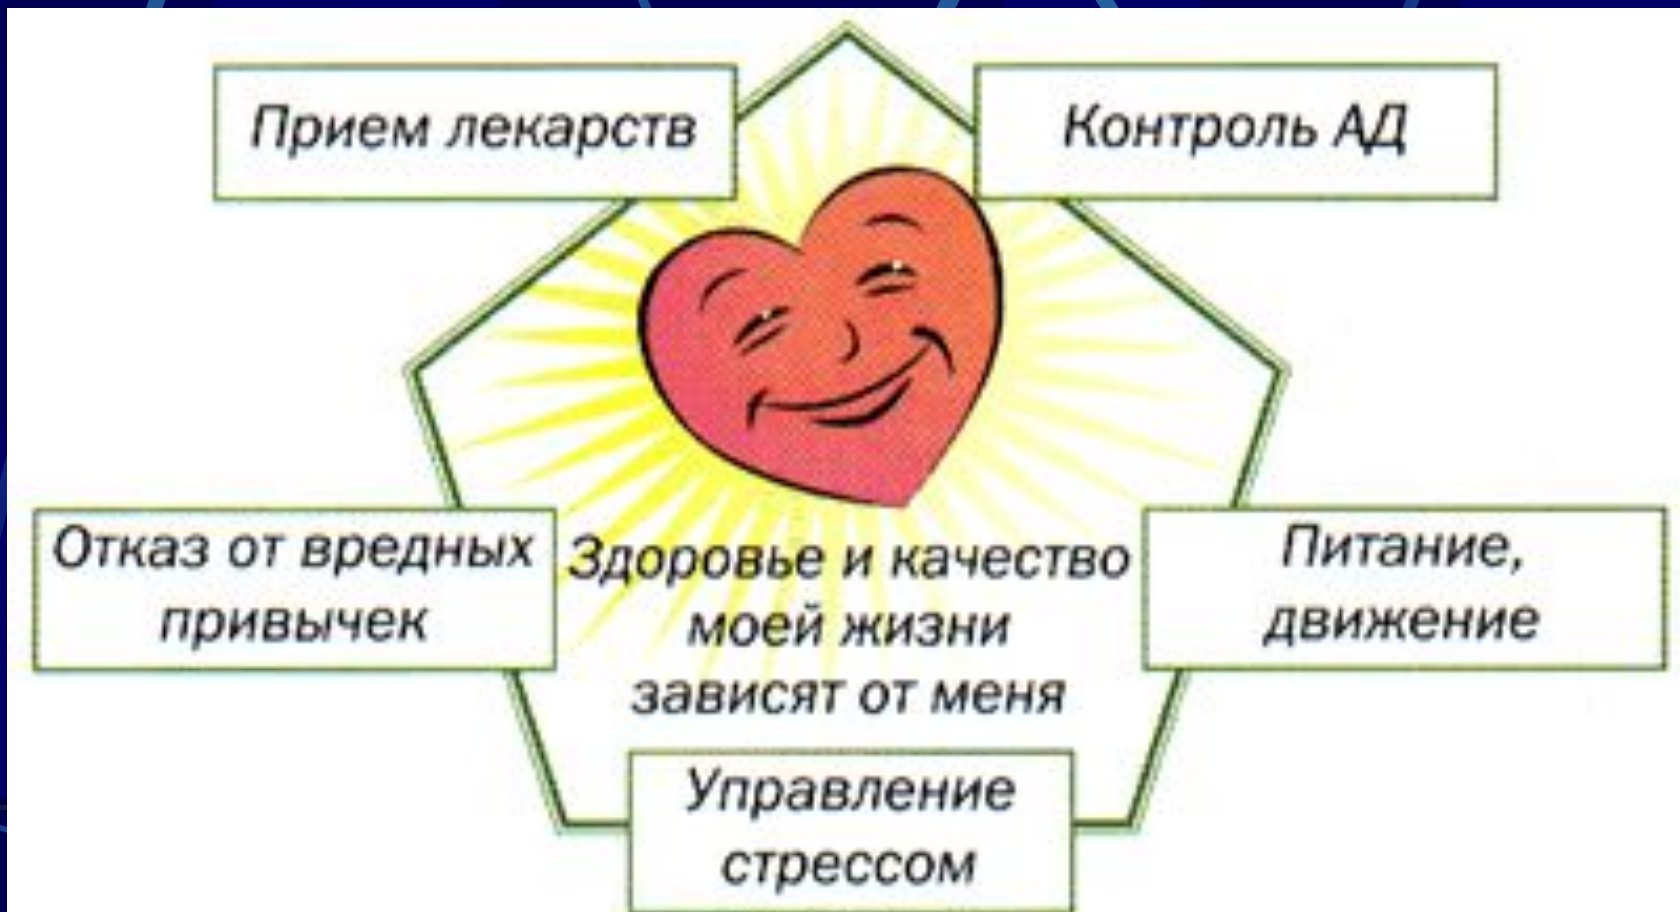 Прием лекарств
Контроль АД
Отказ от вредных
привычек
Здоровье и качество
моей жизни
зависят от меня
Питание,
движение
Управление
стрессом